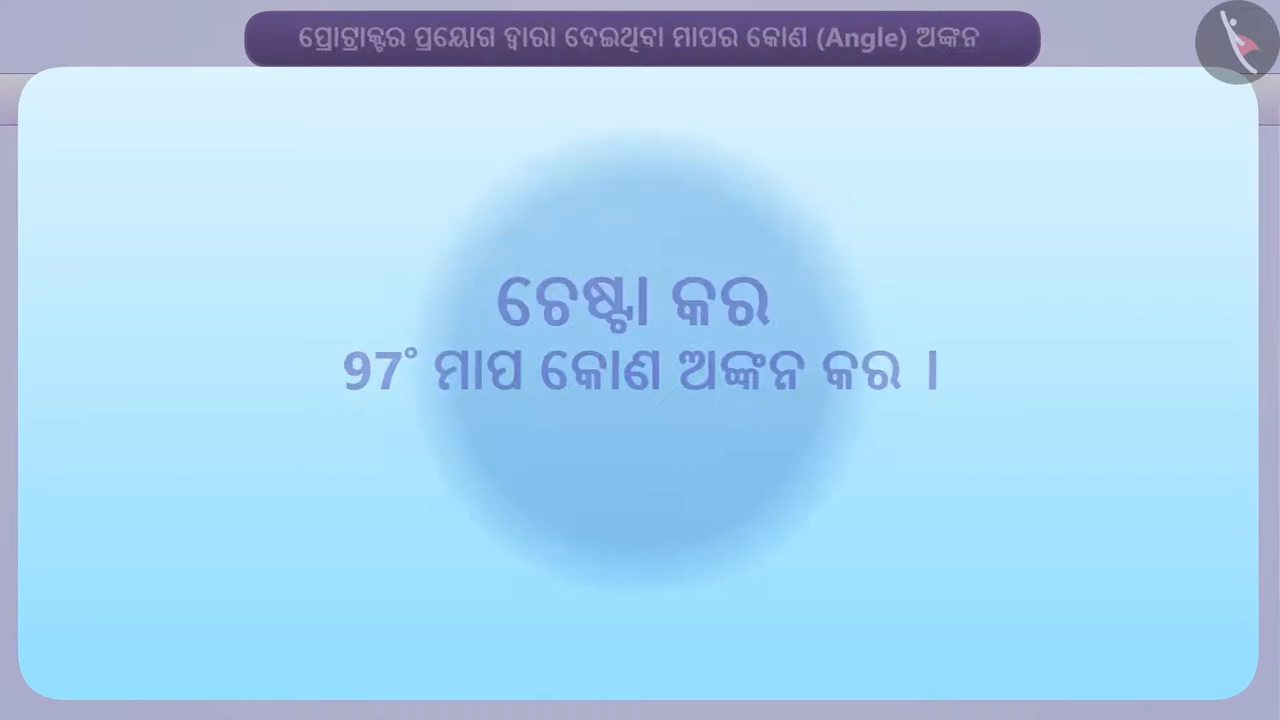 ପ୍ରୋଟ୍ରାକ୍ଟର ପ୍ରୟୋଗ ଦ୍ୱାରା ଦେଇଥିବା ମାପର କୋଣ (Angle) ଅଙ୍କନ
ଚେଷ୍ଟା କର
97° ମାପ କୋଣ ଅଙ୍କନ କର ।